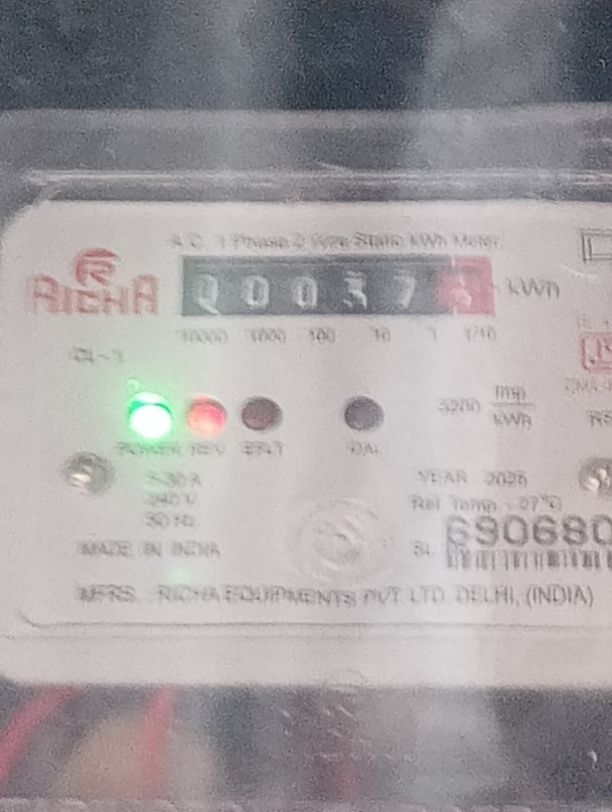 A.C. 1 Phase 2 Wire Static kWh Meter
RICHA
0 0 0 3 7
kWh
10000 1000 100 10 1 1/10
CL-1
POWER REV E/LT CAL
3200 imp/kWh
5-30 A
240 V
50 Hz
YEAR 2025
Ref. Temp. 27°C
MADE IN INDIA
SL. 690680
MFRS. RICHA EQUIPMENTS PVT. LTD. DELHI, (INDIA)